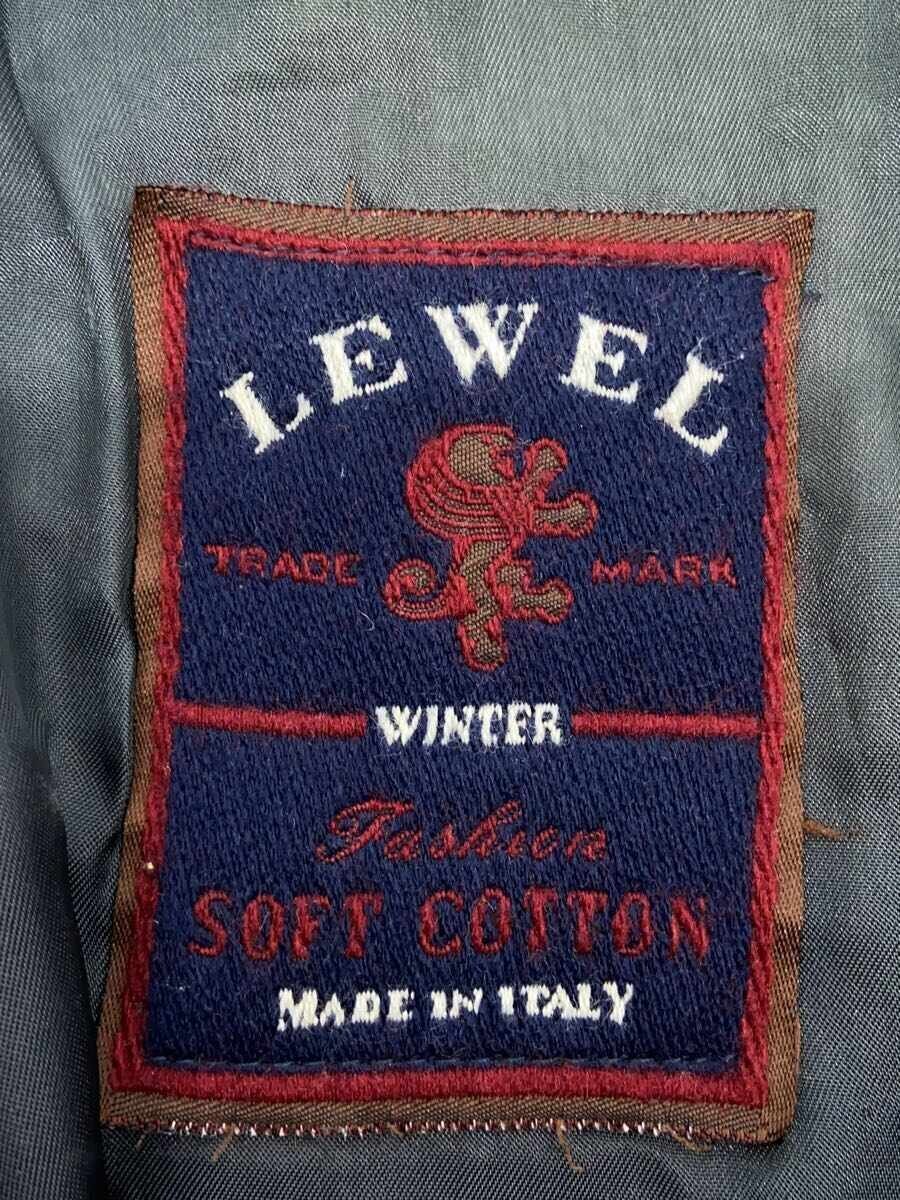 LEWEL
TRADE MARK
WINTER
Fashion
SOFT COTTON
MADE IN ITALY